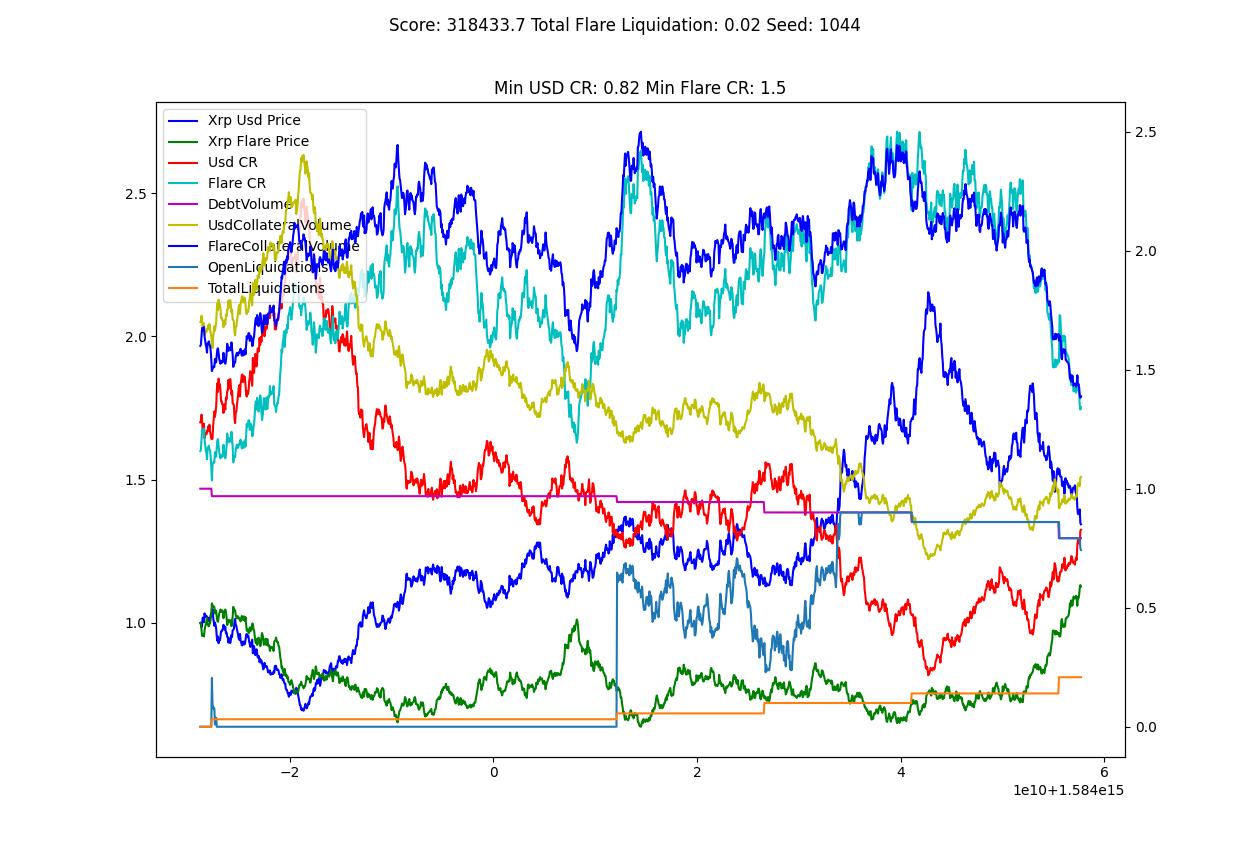 Score: 318433.7 Total Flare Liquidation: 0.02 Seed: 1044
Min USD CR: 0.82 Min Flare CR: 1.5
Xrp Usd Price
Xrp Flare Price
Usd CR
Flare CR
DebtVolume
UsdCollateralVolume
FlareCollateralVolume
OpenLiquidations
TotalLiquidations
2.5
2.0
1.5
1.0
2.5
2.0
1.5
1.0
0.5
0.0
−2
0
2
4
6
1e10+1.584e15